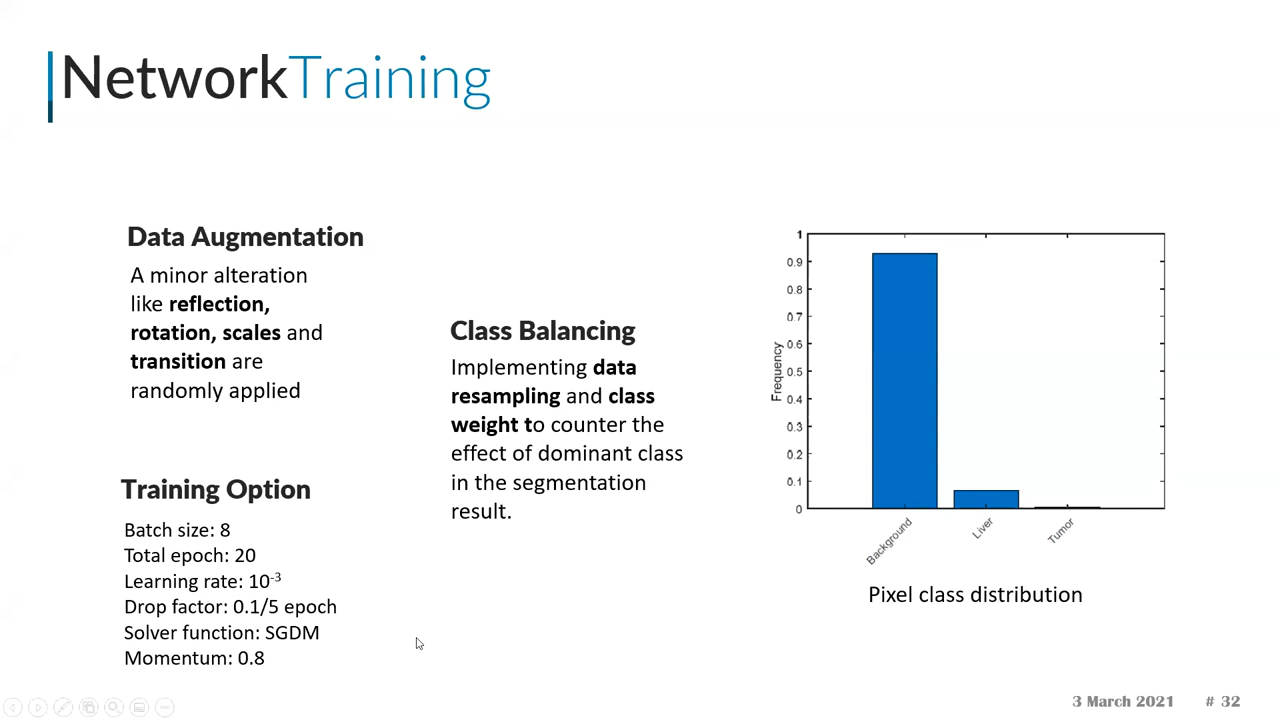 NetworkTraining
Data Augmentation
A minor alteration
like reflection,
rotation, scales and
transition are
randomly applied
Training Option
Batch size: 8
Total epoch: 20
Learning rate: 10⁻³
Drop factor: 0.1/5 epoch
Solver function: SGDM
Momentum: 0.8
Class Balancing
Implementing data
resampling and class
weight to counter the
effect of dominant class
in the segmentation
result.
1
0.9
0.8
0.7
0.6
0.5
0.4
0.3
0.2
0.1
0
Frequency
Background
Liver
Tumor
Pixel class distribution
3 March 2021
# 32